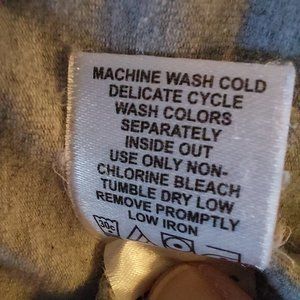 MACHINE WASH COLD
DELICATE CYCLE
WASH COLORS
SEPARATELY
INSIDE OUT
USE ONLY NON-
CHLORINE BLEACH
TUMBLE DRY LOW
REMOVE PROMPTLY
LOW IRON
30c